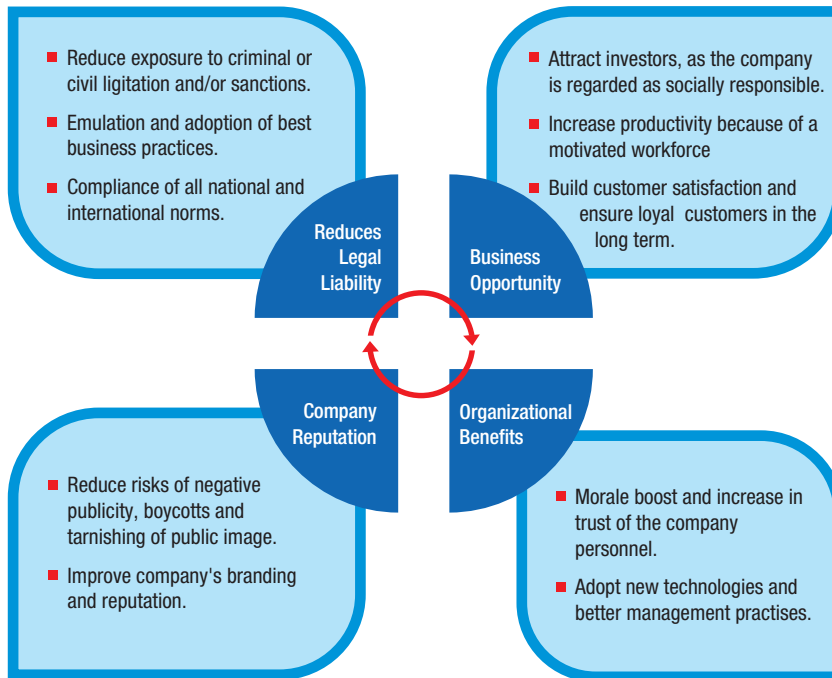 Reduce exposure to criminal or
civil ligitation and/or sanctions.
Emulation and adoption of best
business practices.
Compliance of all national and
international norms.
Reduces
Legal
Liability
Attract investors, as the company
is regarded as socially responsible.
Increase productivity because of a
motivated workforce
Build customer satisfaction and
ensure loyal customers in the
long term.
Business
Opportunity
Company
Reputation
Reduce risks of negative
publicity, boycotts and
tarnishing of public image.
Improve company's branding
and reputation.
Organizational
Benefits
Morale boost and increase in
trust of the company
personnel.
Adopt new technologies and
better management practises.